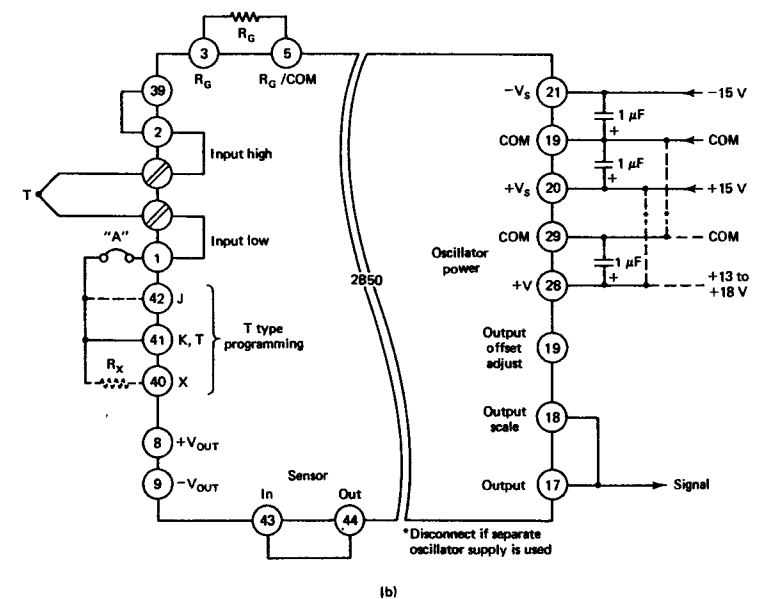 R_G
3
5
R_G
R_G /COM
39
2
Input high
T
Input low
"A"
1
42
J
41
K, T
T type
programming
R_X
40
X
8
+V_OUT
9
-V_OUT
Sensor
In
Out
43
44
2B50
-V_S
21
-15 V
1 μF
+
COM
19
COM
1 μF
+
+V_S
20
+15 V
COM
29
COM
Oscillator
power
1 μF
+
+V
28
+13 to
+18 V
Output
offset
adjust
19
Output
scale
18
Output
17
Signal
*Disconnect if separate
oscillator supply is used
(b)